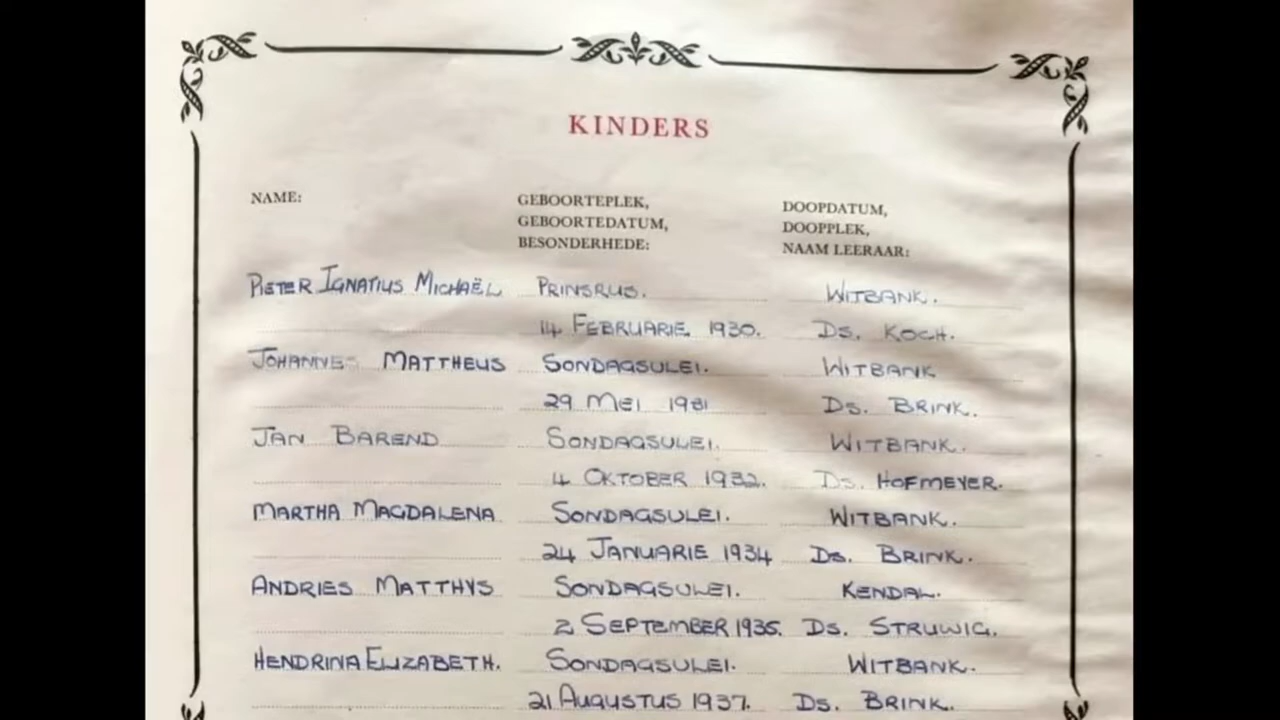 KINDERS
NAME:
GEBOORTEPLEK,
GEBOORTEDATUM,
BESONDERHEDE:
DOOPDATUM,
DOOPPLEK,
NAAM LEERAAR:
PIETER IGNATIUS MICHAËL PRINSRUS. WITBANK.
14 FEBRUARIE 1930. DS. KOCH.
JOHANNES MATTHEUS SONDAGSULEI. WITBANK
29 MEI 1931 DS. BRINK.
JAN BAREND SONDAGSULEI. WITBANK.
4 OKTOBER 1932. DS. HOFMEYER.
MARTHA MAGDALENA SONDAGSULEI. WITBANK.
24 JANUARIE 1934 DS. BRINK.
ANDRIES MATTHYS SONDAGSULEI. KENDAL.
2 SEPTEMBER 1935. DS. STRUWIG.
HENDRINA ELIZABETH. SONDAGSULEI. WITBANK.
21 AUGUSTUS 1937. DS. BRINK.